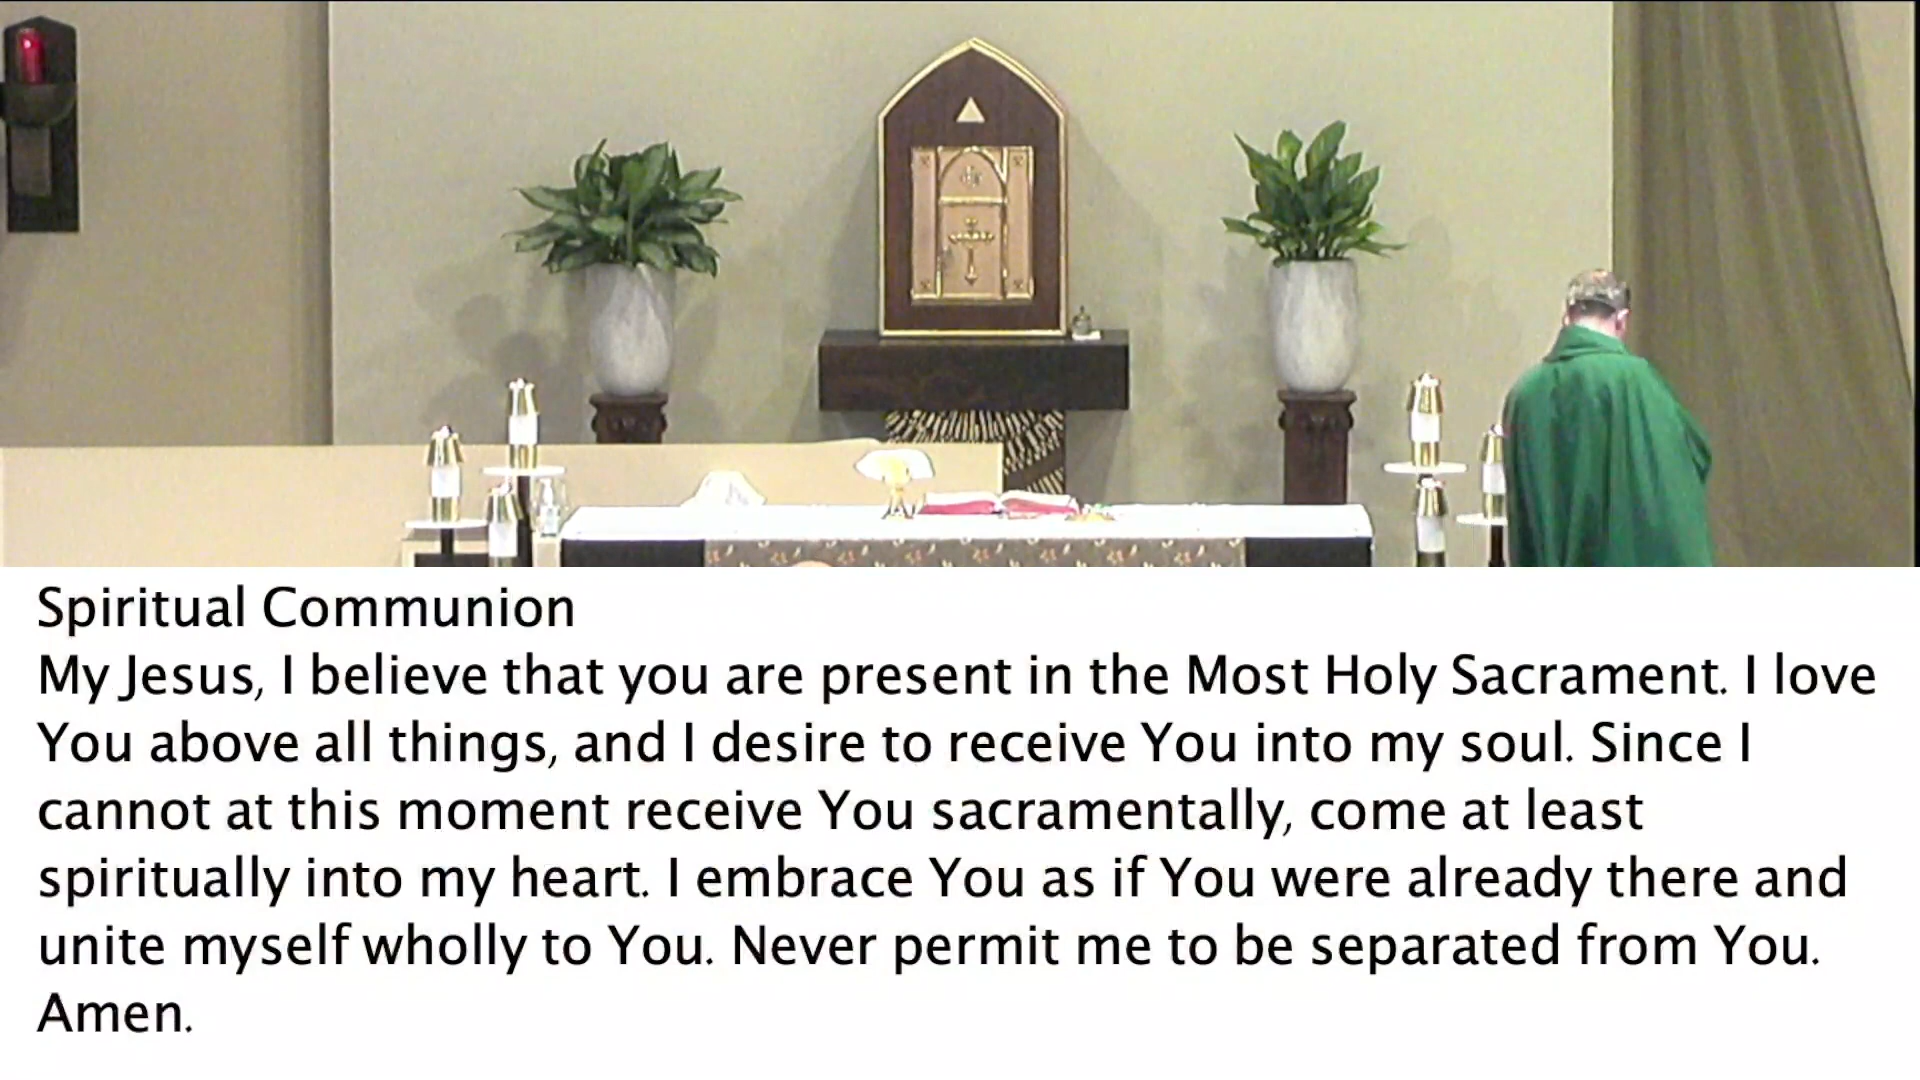 Spiritual Communion
My Jesus, I believe that you are present in the Most Holy Sacrament. I love
You above all things, and I desire to receive You into my soul. Since I
cannot at this moment receive You sacramentally, come at least
spiritually into my heart. I embrace You as if You were already there and
unite myself wholly to You. Never permit me to be separated from You.
Amen.